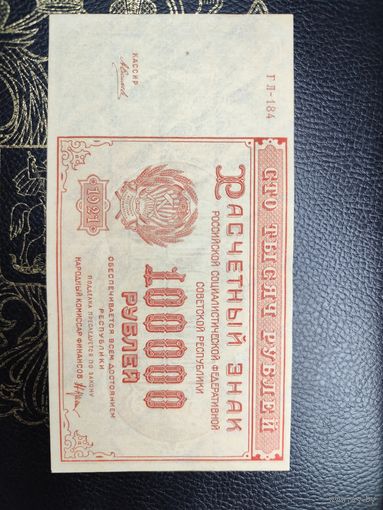 ГЛ-184
СТО ТЫСЯЧ РУБЛЕЙ
РАСЧЕТНЫЙ ЗНАК
РОССИЙСКОЙ СОЦИАЛИСТИЧЕСКОЙ ФЕДЕРАТИВНОЙ
СОВЕТСКОЙ РЕСПУБЛИКИ
1921
100000
РУБЛЕЙ
ОБЕСПЕЧИВАЕТСЯ ВСЕМ ДОСТОЯНИЕМ
РЕСПУБЛИКИ
ПОДДЕЛКА ПРЕСЛЕДУЕТСЯ ПО ЗАКОНУ
НАРОДНЫЙ КОМИССАР ФИНАНСОВ
КАССИР